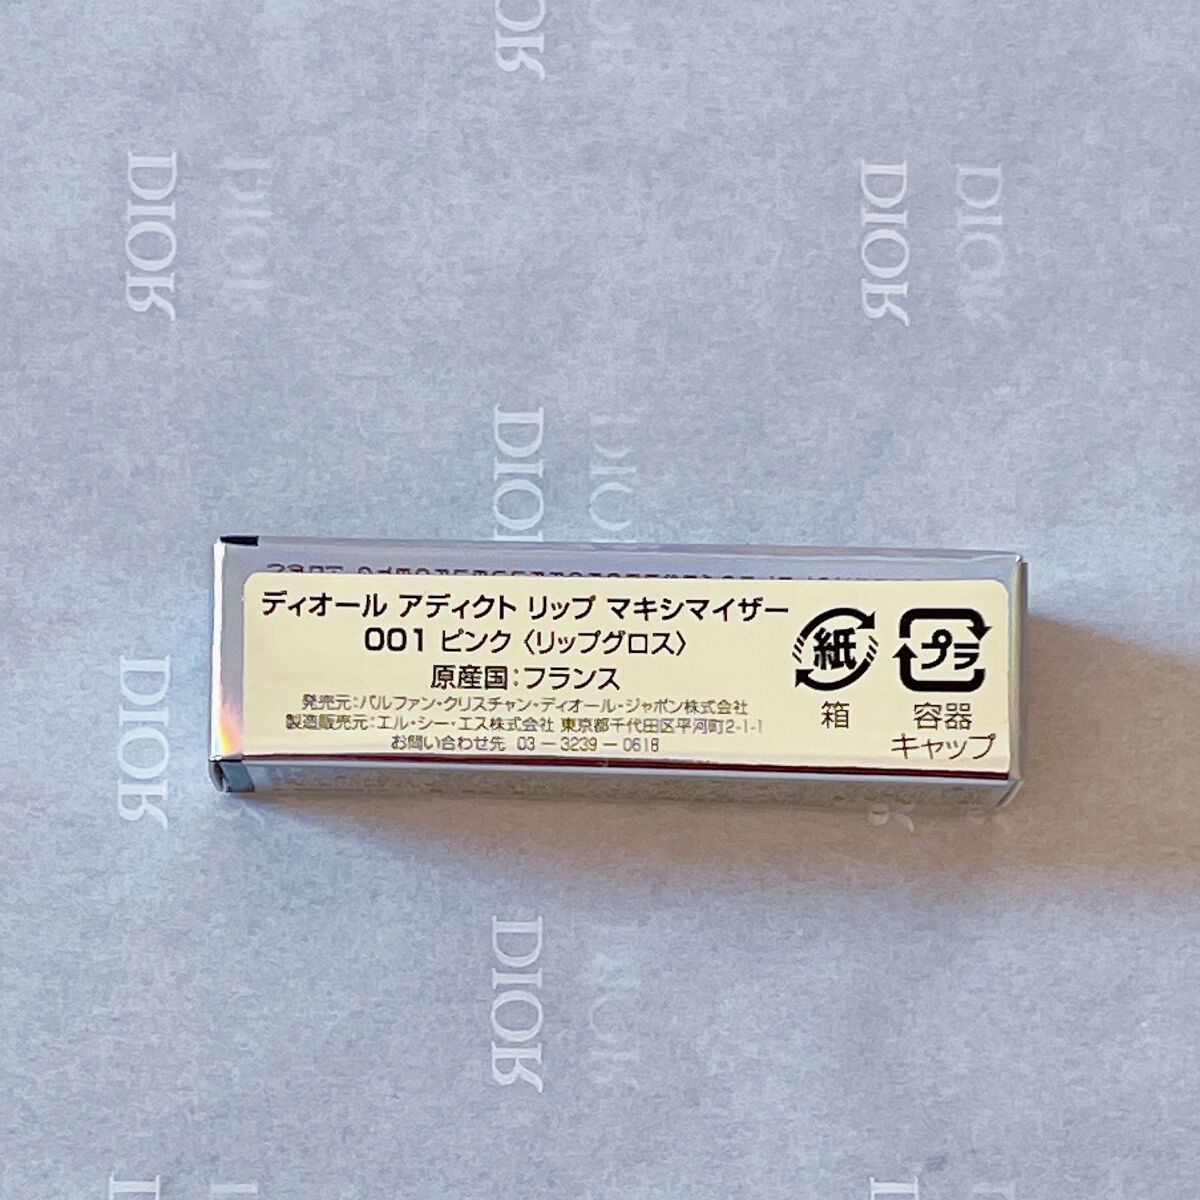 DIOR
DIOR
DIOR
DIOR
DIOR
ディオール アディクト リップ マキシマイザー
001 ピンク〈リップグロス〉
原産国:フランス
発売元:パルファン・クリスチャン・ディオール・ジャポン株式会社
製造販売元:エル・シー・エス株式会社 東京都千代田区平河町2-1-1
お問い合わせ先 03-3239-0618
紙
箱
プラ
容器
キャップ
DIOR
DIOR